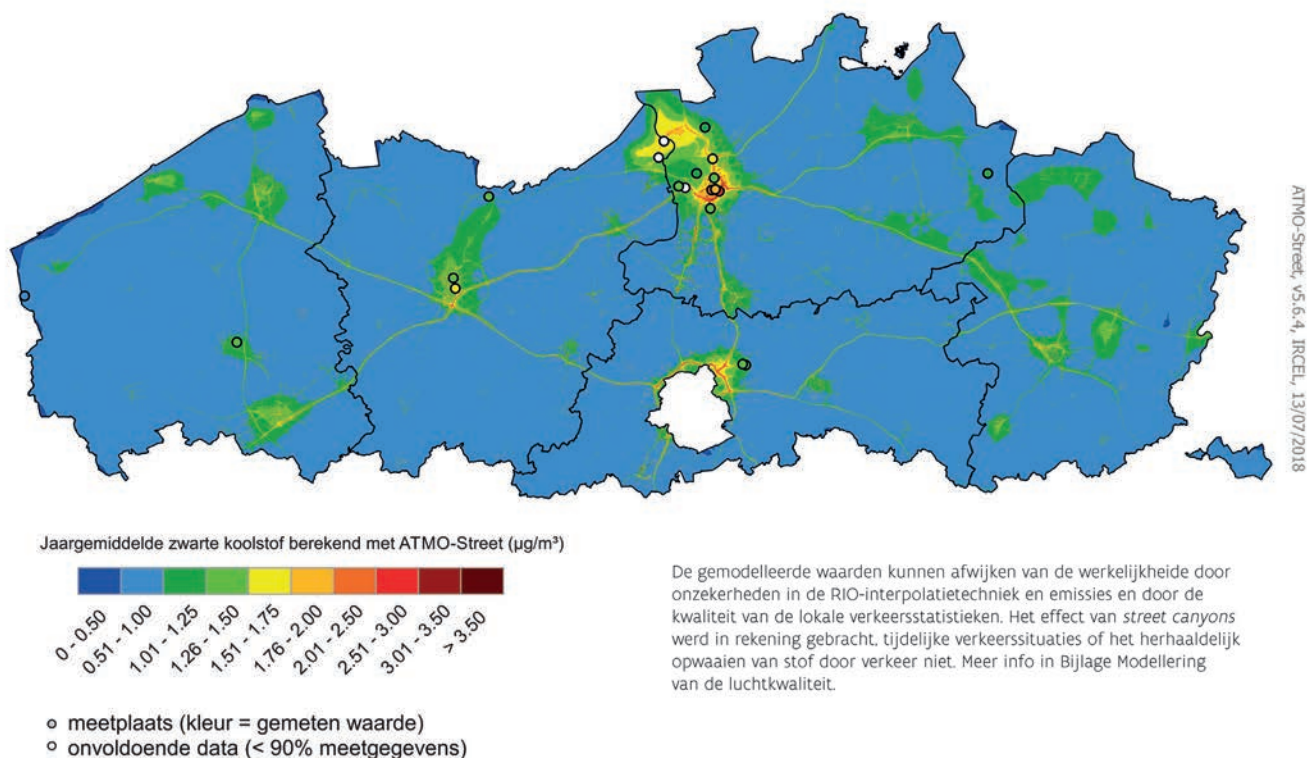 ATMO-Street, v5.6.4, IRCEL, 13/07/2018
Jaargemiddelde zwarte koolstof berekend met ATMO-Street (µg/m³)
0 - 0.50
0.51 - 1.00
1.01 - 1.25
1.26 - 1.50
1.51 - 1.75
1.76 - 2.00
2.01 - 2.50
2.51 - 3.00
3.01 - 3.50
> 3.50
meetplaats (kleur = gemeten waarde)
onvoldoende data (< 90% meetgegevens)
De gemodelleerde waarden kunnen afwijken van de werkelijkheide door
onzekerheden in de RIO-interpolatietechniek en emissies en door de
kwaliteit van de lokale verkeersstatistieken. Het effect van street canyons
werd in rekening gebracht, tijdelijke verkeerssituaties of het herhaaldelijk
opwaaien van stof door verkeer niet. Meer info in Bijlage Modellering
van de luchtkwaliteit.